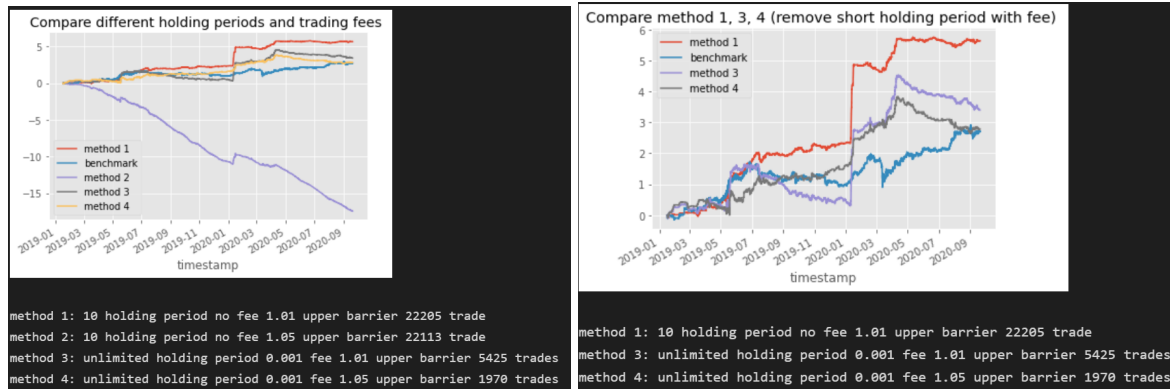 Compare different holding periods and trading fees
5
0
−5
−10
−15
method 1
benchmark
method 2
method 3
method 4
2019-01
2019-03
2019-05
2019-07
2019-09
2019-11
2020-01
2020-03
2020-05
2020-07
2020-09
timestamp
method 1: 10 holding period no fee 1.01 upper barrier 22205 trade
method 2: 10 holding period no fee 1.05 upper barrier 22113 trade
method 3: unlimited holding period 0.001 fee 1.01 upper barrier 5425 trades
method 4: unlimited holding period 0.001 fee 1.05 upper barrier 1970 trades
Compare method 1, 3, 4 (remove short holding period with fee)
6
5
4
3
2
1
0
method 1
benchmark
method 3
method 4
2019-01
2019-03
2019-05
2019-07
2019-09
2019-11
2020-01
2020-03
2020-05
2020-07
2020-09
timestamp
method 1: 10 holding period no fee 1.01 upper barrier 22205 trade
method 3: unlimited holding period 0.001 fee 1.01 upper barrier 5425 trades
method 4: unlimited holding period 0.001 fee 1.05 upper barrier 1970 trades